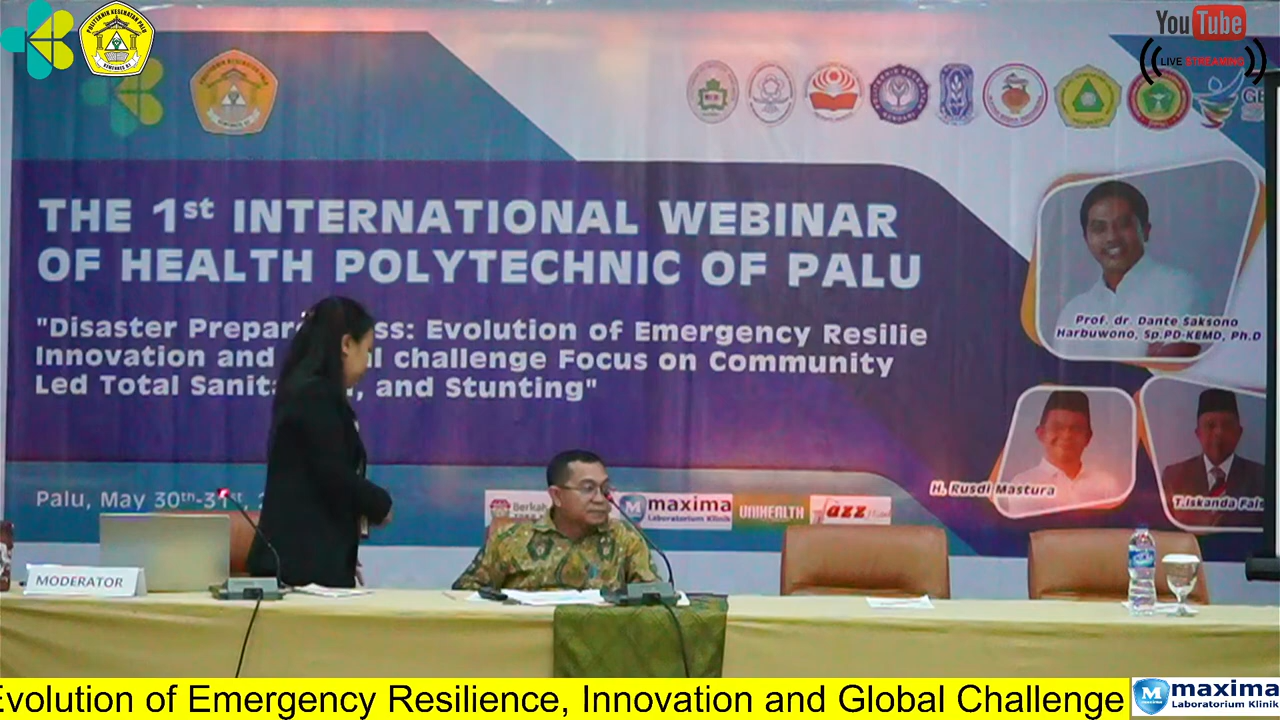 YouTube
LIVE STREAMING
THE 1st INTERNATIONAL WEBINAR
OF HEALTH POLYTECHNIC OF PALU
"Disaster Prepar ss: Evolution of Emergency Resilie
Innovation and l challenge Focus on Community
Led Total Sanit , and Stunting"
Palu, May 30th-31st,
Prof. dr. Dante Saksono
Harbuwono, Sp.PD-KEMD, Ph.D
H. Rusdi Mastura
T.Iskanda
maxima
Laboratorium Klinik
UNIHEALTH
MODERATOR
Evolution of Emergency Resilience, Innovation and Global Challenge
maxima
Laboratorium Klinik